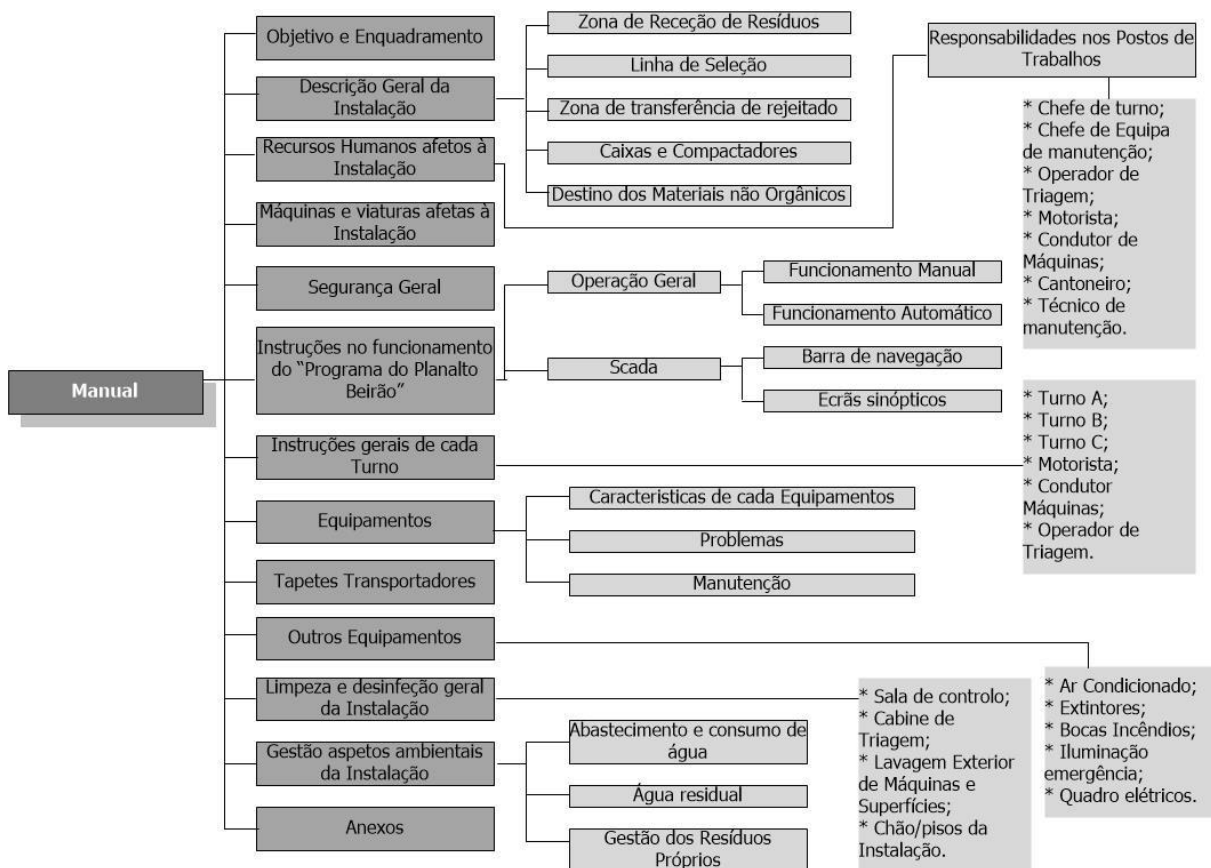 Manual
Objetivo e Enquadramento
Descrição Geral da
Instalação
Zona de Receção de Resíduos
Linha de Seleção
Zona de transferência de rejeitado
Caixas e Compactadores
Destino dos Materiais não Orgânicos
Recursos Humanos afetos à
Instalação
Responsabilidades nos Postos de
Trabalhos
* Chefe de turno;
* Chefe de Equipa
de manutenção;
* Operador de
Triagem;
* Motorista;
* Condutor de
Máquinas;
* Cantoneiro;
* Técnico de
manutenção.
Máquinas e viaturas afetas à
Instalação
Segurança Geral
Instruções no funcionamento
do “Programa do Planalto
Beirão”
Operação Geral
Funcionamento Manual
Funcionamento Automático
Scada
Barra de navegação
Ecrãs sinópticos
Instruções gerais de cada
Turno
* Turno A;
* Turno B;
* Turno C;
* Motorista;
* Condutor
Máquinas;
* Operador de
Triagem.
Equipamentos
Caracteristicas de cada Equipamentos
Problemas
Manutenção
Tapetes Transportadores
Outros Equipamentos
* Ar Condicionado;
* Extintores;
* Bocas Incêndios;
* Iluminação
emergência;
* Quadro elétricos.
Limpeza e desinfeção geral
da Instalação
* Sala de controlo;
* Cabine de
Triagem;
* Lavagem Exterior
de Máquinas e
Superfícies;
* Chão/pisos da
Instalação.
Gestão aspetos ambientais
da Instalação
Abastecimento e consumo de
água
Água residual
Gestão dos Resíduos
Próprios
Anexos